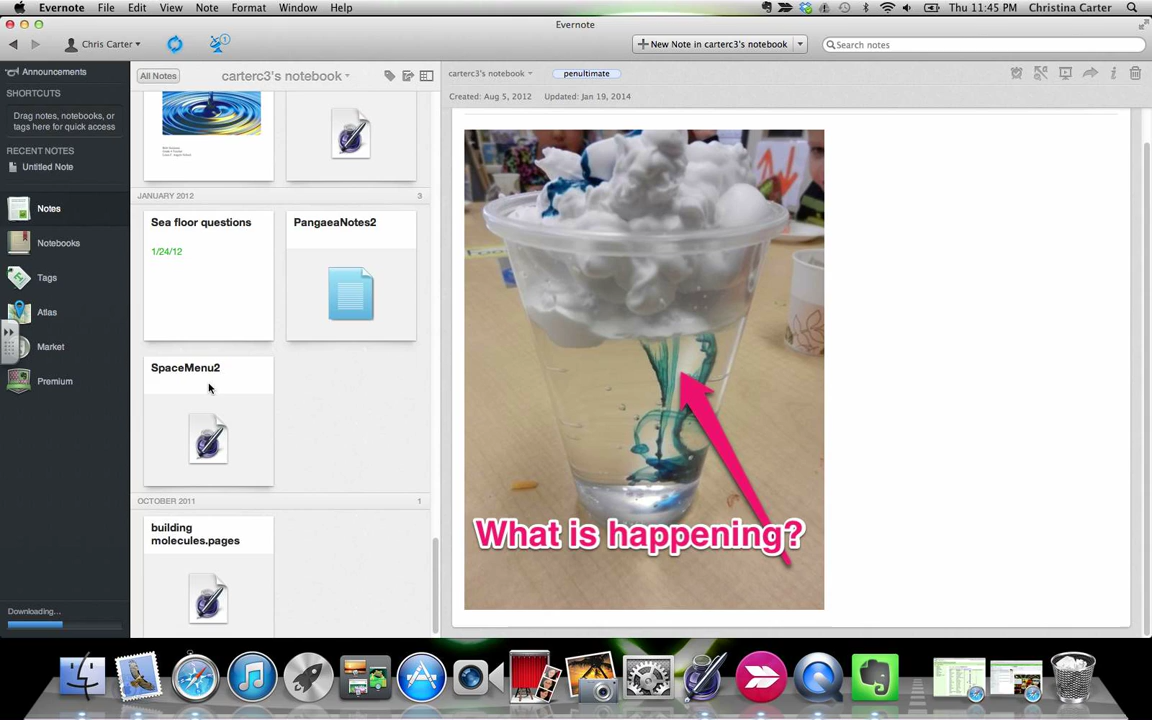 Evernote File Edit View Note Format Window Help
Thu 11:45 PM Christina Carter
Evernote
Chris Carter
1
New Note in carterc3's notebook
Search notes
Announcements
SHORTCUTS
Drag notes, notebooks, or
tags here for quick access
RECENT NOTES
Untitled Note
Notes
Notebooks
Tags
Atlas
Market
Premium
Downloading...
All Notes
carterc3's notebook
JANUARY 2012
3
Sea floor questions
1/24/12
PangaeaNotes2
SpaceMenu2
OCTOBER 2011
1
building
molecules.pages
carterc3's notebook
penultimate
Created: Aug 5, 2012 Updated: Jan 19, 2014
What is happening?